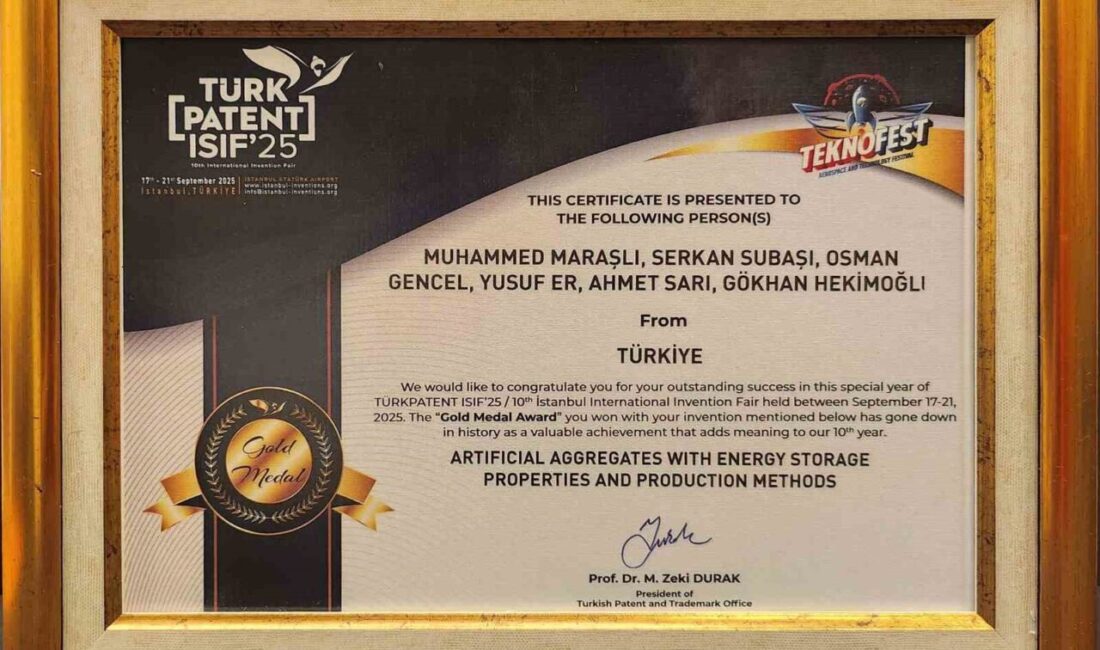 TURK
[PATENT]
ISIF'25
10th International Invention Fair
17th - 21st September 2025
İstanbul, TÜRKİYE
İSTANBUL ATATÜRK AIRPORT
www.istanbul-inventions.org
info@istanbul-inventions.org
TEKNOFEST
AEROSPACE AND TECHNOLOGY FESTIVAL
THIS CERTIFICATE IS PRESENTED TO
THE FOLLOWING PERSON(S)
MUHAMMED MARAŞLI, SERKAN SUBAŞI, OSMAN
GENCEL, YUSUF ER, AHMET SARI, GÖKHAN HEKİMOĞLI
From
TÜRKİYE
We would like to congratulate you for your outstanding success in this special year of
TÜRKPATENT ISIF'25 / 10th İstanbul International Invention Fair held between September 17-21,
2025. The "Gold Medal Award" you won with your invention mentioned below has gone down
in history as a valuable achievement that adds meaning to our 10th year.
Gold
Medal
ARTIFICIAL AGGREGATES WITH ENERGY STORAGE
PROPERTIES AND PRODUCTION METHODS
Prof. Dr. M. Zeki DURAK
President of
Turkish Patent and Trademark Office